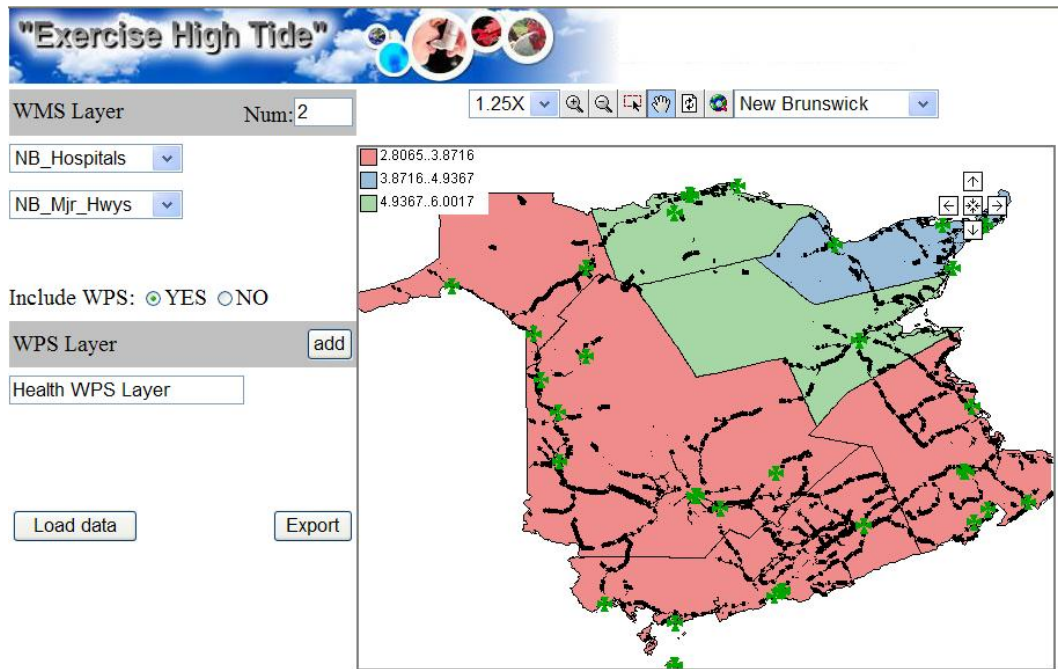 "Exercise High Tide"
WMS Layer Num: 2
1.25X New Brunswick
NB_Hospitals
NB_Mjr_Hwys
Include WPS: YES NO
WPS Layer add
Health WPS Layer
Load data Export
2.8065..3.8716
3.8716..4.9367
4.9367..6.0017